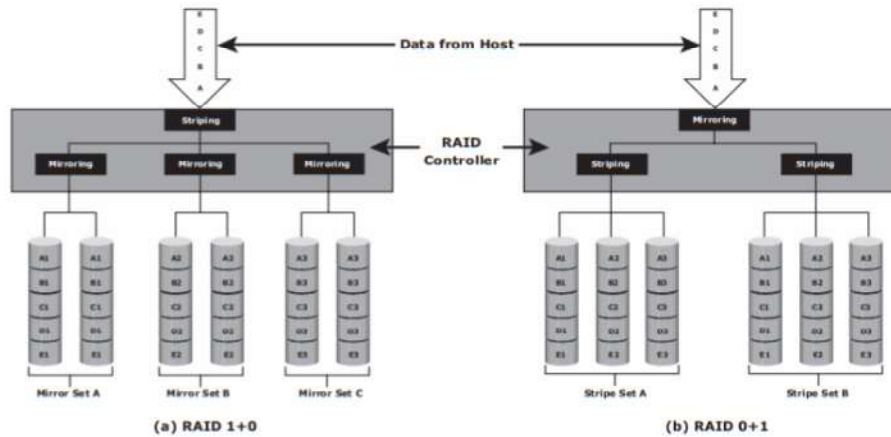 E E
D D
C Data from Host C
B B
A A
Striping Mirroring
Mirroring Mirroring Mirroring RAID Controller Striping Striping
A1 A1 A2 A2 A3 A3 A1 A2 A3 A1 A2 A3
B1 B1 B2 B2 B3 B3 B1 B2 B3 B1 B2 B3
C1 C1 C2 C2 C3 C3 C1 C2 C3 C1 C2 C3
D1 D1 D2 D2 D3 D3 D1 D2 D3 D1 D2 D3
E1 E1 E2 E2 E3 E3 E1 E2 E3 E1 E2 E3
Mirror Set A Mirror Set B Mirror Set C Stripe Set A Stripe Set B
(a) RAID 1+0 (b) RAID 0+1